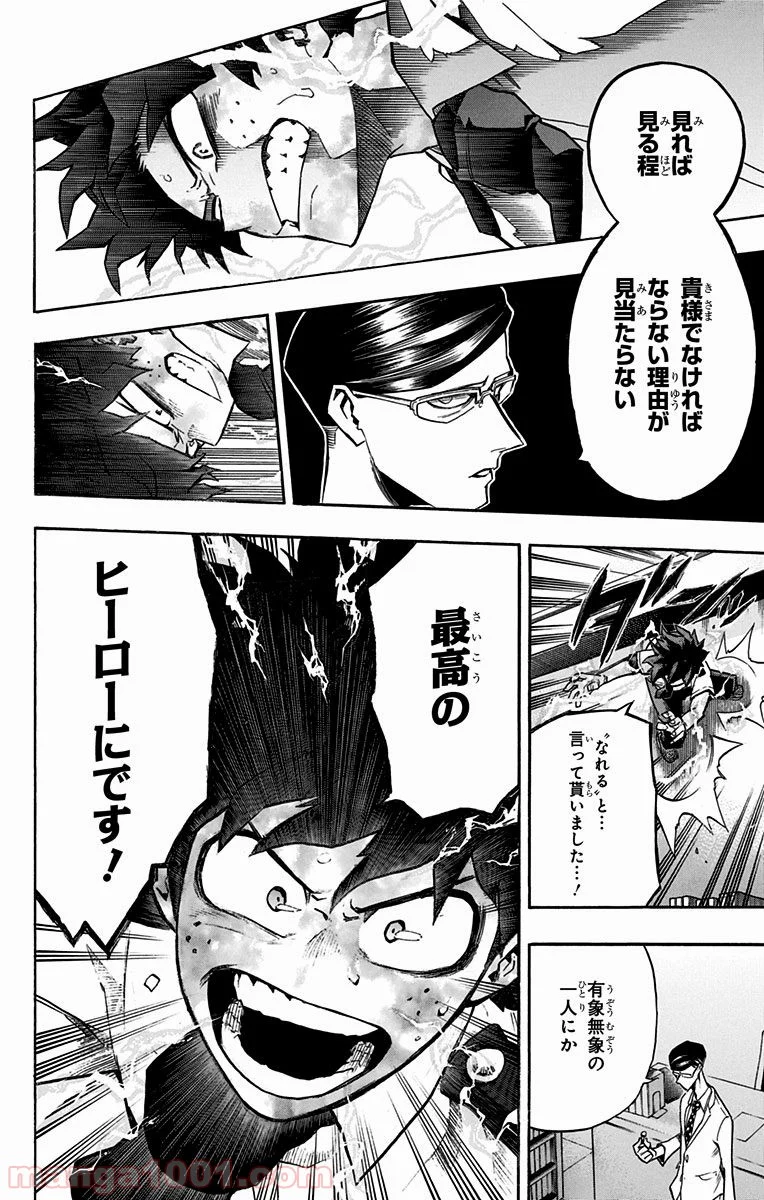 見れば
見る程
貴様でなければ
ならない理由が
見当たらない
ズダッ
〝なれる〟と…
言って貰いました…!
有象無象の
一人にか
最高の
ヒーローにです!
manga1001.com